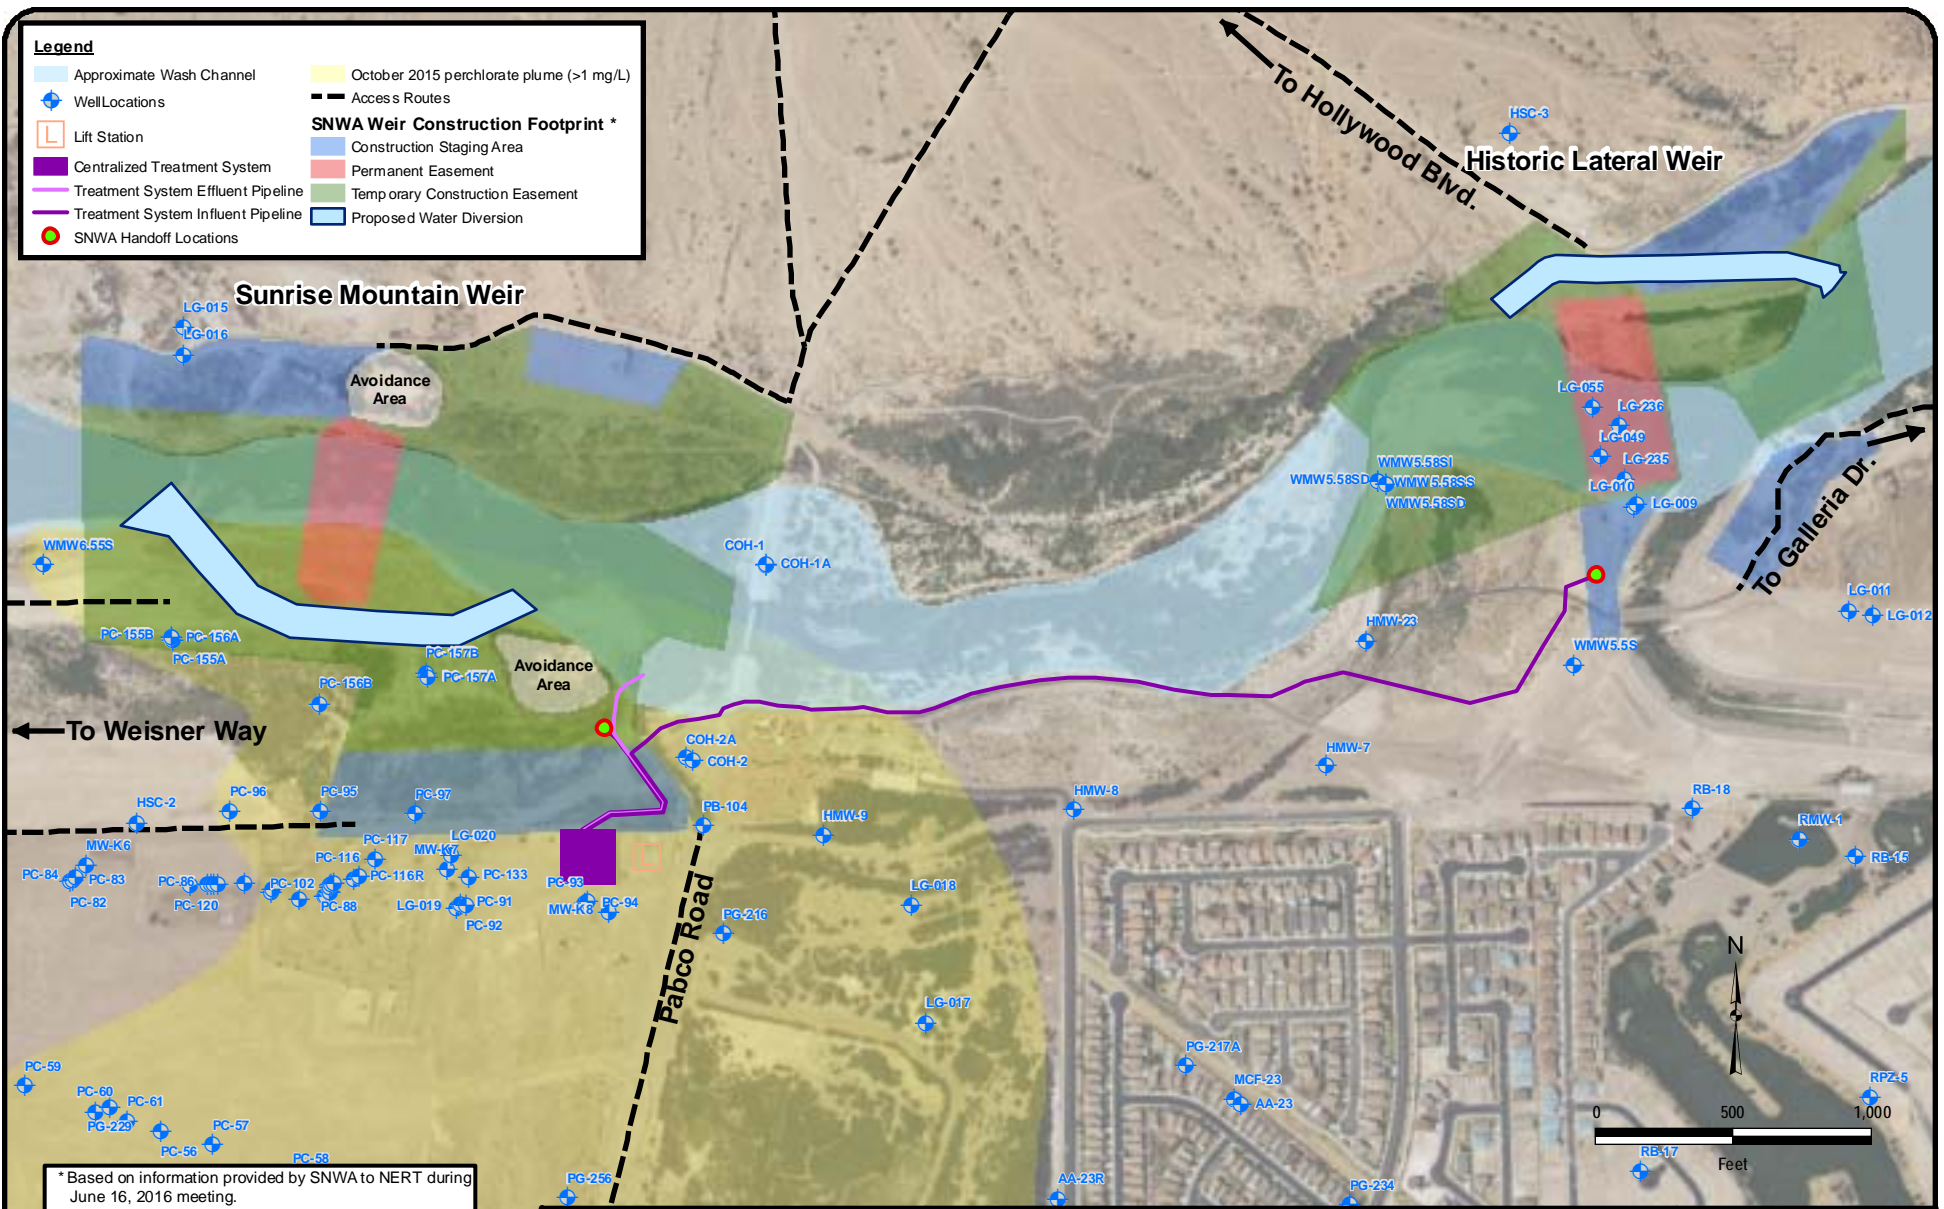 Legend
Approximate Wash Channel
WellLocations
Lift Station
Centralized Treatment System
Treatment System Effluent Pipeline
Treatment System Influent Pipeline
SNWA Handoff Locations
October 2015 perchlorate plume (>1 mg/L)
Access Routes
SNWA Weir Construction Footprint *
Construction Staging Area
Permanent Easement
Temporary Construction Easement
Proposed Water Diversion
L
To Hollywood Blvd.
HSC-3
Historic Lateral Weir
Sunrise Mountain Weir
LG-015
LG-016
Avoidance
Area
LG-055
LG-236
LG-049
LG-235
LG-010
LG-009
WMW5.58SI
WMW5.58SD
WMW5.58SS
WMW5.58SD
To Galleria Dr.
WMW6.55S
COH-1
COH-1A
LG-011
LG-012
HMW-23
WMW5.5S
PC-155B
PC-156A
PC-155A
PC-157B
PC-157A
Avoidance
Area
PC-156B
To Weisner Way
COH-2A
COH-2
HMW-7
HSC-2
PC-96
PC-95
PC-97
PB-104
HMW-9
HMW-8
RB-18
RMW-1
RB-15
MW-K6
PC-84
PC-83
PC-82
PC-117
LG-020
PC-116
MW-K7
PC-116R
PC-133
PC-86
PC-102
PC-120
PC-88
LG-019
PC-91
PC-92
PC-93
MW-K8
PC-94
L
LG-018
PG-216
Pabco Road
LG-017
N
PG-217A
MCF-23
AA-23
RPZ-5
PC-59
PC-60
PC-61
PG-229
PC-57
PC-56
PC-58
0 500 1,000
Feet
RB-17
PG-256
AA-23R
PG-234
* Based on information provided by SNWA to NERT during
June 16, 2016 meeting.